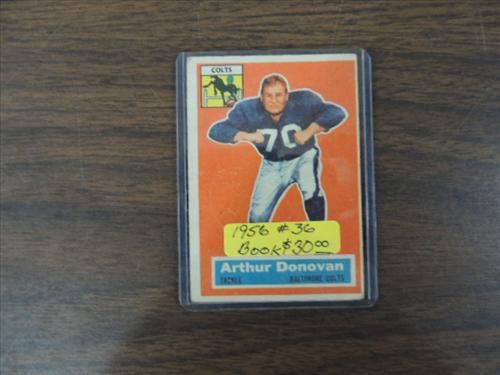 COLTS
70
1956 #36
Book $30.00
Arthur Donovan
TACKLE BALTIMORE COLTS